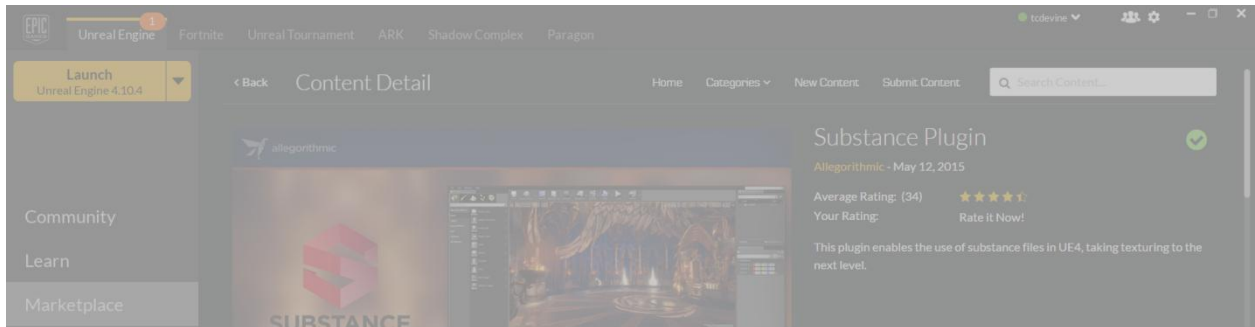 EPIC
1
tcdevine
Unreal Engine
Fortnite
Unreal Tournament
ARK
Shadow Complex
Paragon
Launch
Unreal Engine 4.10.4
< Back
Content Detail
Home
Categories
New Content
Submit Content
Search Content...
allegorithmic
Substance Plugin
Allegorithmic - May 12, 2015
Average Rating: (34)
Your Rating:
Rate it Now!
This plugin enables the use of substance files in UE4, taking texturing to the
next level.
Community
Learn
Marketplace
SUBSTANCE